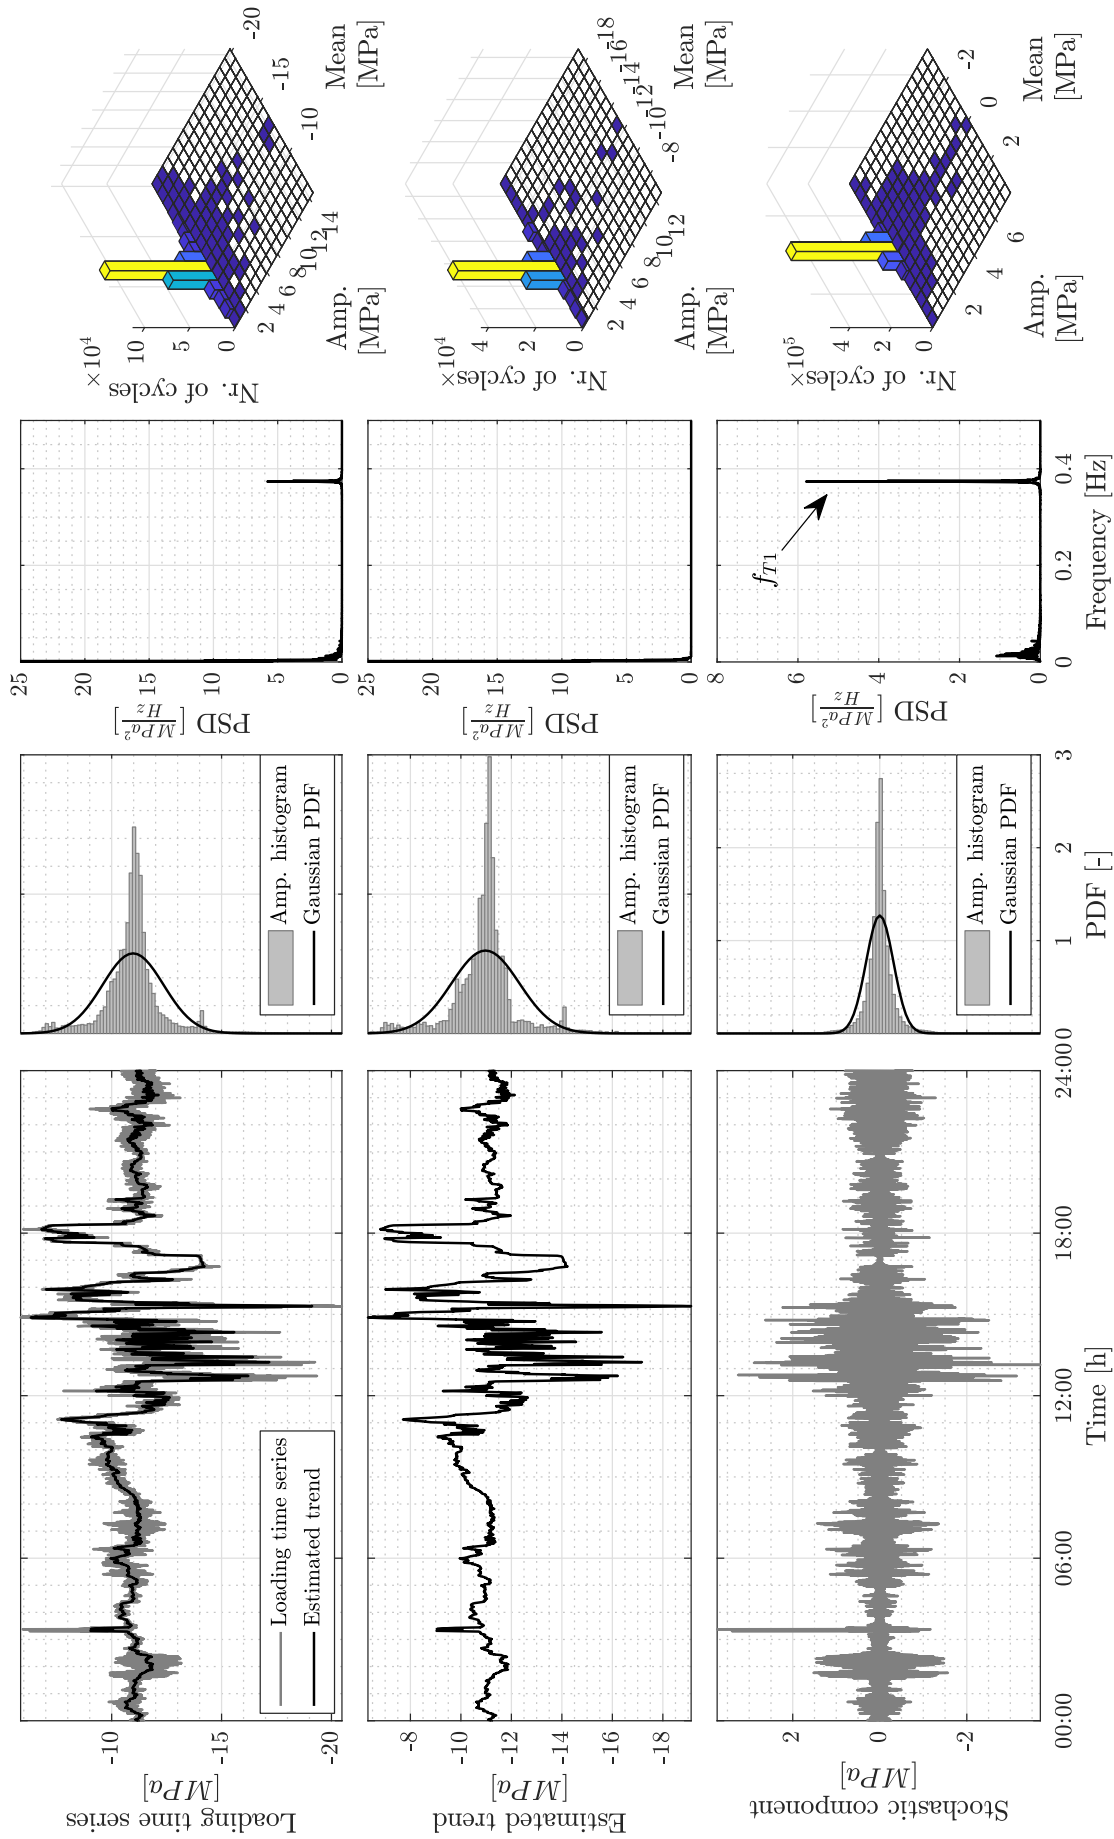 Loading time series
[MPa]
-10
-15
-20
Loading time series
Estimated trend
Amp. histogram
Gaussian PDF
PSD [MPa²/Hz]
0
5
10
15
20
25
Nr. of cycles
×10⁴
0
5
10
2
4
6
8
10
12
14
Amp.
[MPa]
-10
-15
-20
Mean
[MPa]
Estimated trend
[MPa]
-8
-10
-12
-14
-16
-18
Amp. histogram
Gaussian PDF
PSD [MPa²/Hz]
0
5
10
15
20
25
Nr. of cycles
×10⁴
0
2
4
2
4
6
8
10
12
Amp.
[MPa]
-8
-10
-12
-14
-16
-18
Mean
[MPa]
Stochastic component
[MPa]
2
0
-2
00:00
06:00
12:00
18:00
24:00
Time [h]
Amp. histogram
Gaussian PDF
0
1
2
3
PDF [-]
PSD [MPa²/Hz]
0
2
4
6
8
f_T1
0
0.2
0.4
Frequency [Hz]
Nr. of cycles
×10⁵
0
2
4
2
4
6
Amp.
[MPa]
2
0
-2
Mean
[MPa]